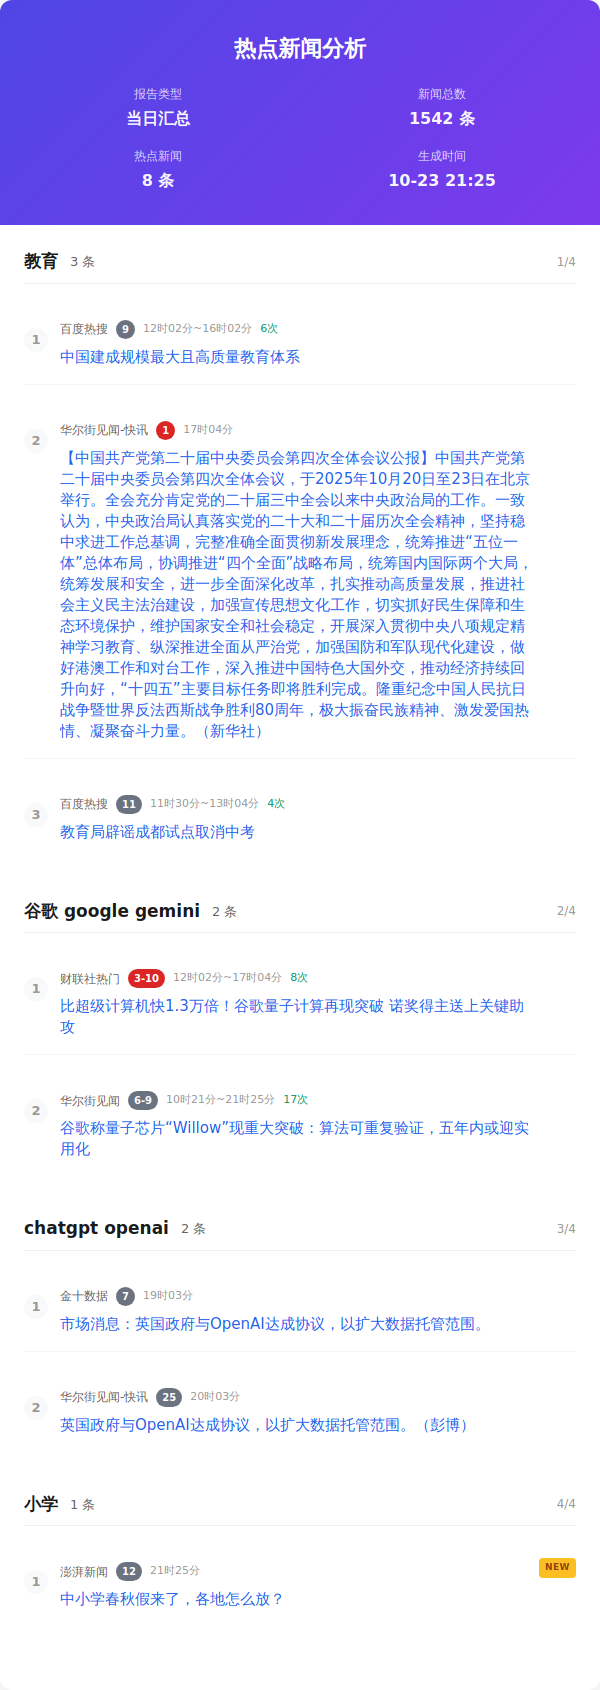 热点新闻分析
报告类型
当日汇总
新闻总数
1542 条
热点新闻
8 条
生成时间
10-23 21:25
教育 3 条 1/4
1
百度热搜 9 12时02分~16时02分 6次
中国建成规模最大且高质量教育体系
2
华尔街见闻-快讯 1 17时04分
【中国共产党第二十届中央委员会第四次全体会议公报】中国共产党第
二十届中央委员会第四次全体会议，于2025年10月20日至23日在北京
举行。全会充分肯定党的二十届三中全会以来中央政治局的工作。一致
认为，中央政治局认真落实党的二十大和二十届历次全会精神，坚持稳
中求进工作总基调，完整准确全面贯彻新发展理念，统筹推进“五位一
体”总体布局，协调推进“四个全面”战略布局，统筹国内国际两个大局，
统筹发展和安全，进一步全面深化改革，扎实推动高质量发展，推进社
会主义民主法治建设，加强宣传思想文化工作，切实抓好民生保障和生
态环境保护，维护国家安全和社会稳定，开展深入贯彻中央八项规定精
神学习教育、纵深推进全面从严治党，加强国防和军队现代化建设，做
好港澳工作和对台工作，深入推进中国特色大国外交，推动经济持续回
升向好，“十四五”主要目标任务即将胜利完成。隆重纪念中国人民抗日
战争暨世界反法西斯战争胜利80周年，极大振奋民族精神、激发爱国热
情、凝聚奋斗力量。（新华社）
3
百度热搜 11 11时30分~13时04分 4次
教育局辟谣成都试点取消中考
谷歌 google gemini 2 条 2/4
1
财联社热门 3-10 12时02分~17时04分 8次
比超级计算机快1.3万倍！谷歌量子计算再现突破 诺奖得主送上关键助
攻
2
华尔街见闻 6-9 10时21分~21时25分 17次
谷歌称量子芯片“Willow”现重大突破：算法可重复验证，五年内或迎实
用化
chatgpt openai 2 条 3/4
1
金十数据 7 19时03分
市场消息：英国政府与OpenAI达成协议，以扩大数据托管范围。
2
华尔街见闻-快讯 25 20时03分
英国政府与OpenAI达成协议，以扩大数据托管范围。（彭博）
小学 1 条 4/4
1
澎湃新闻 12 21时25分 NEW
中小学春秋假来了，各地怎么放？